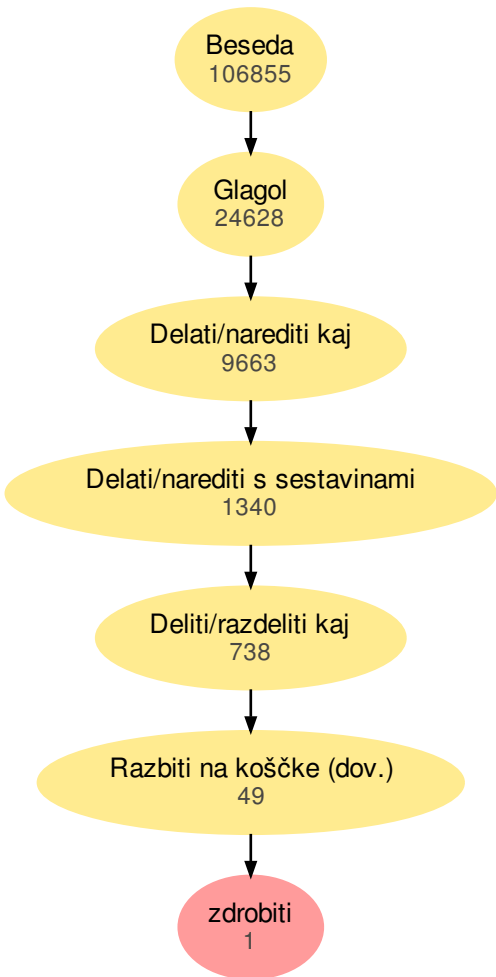 Beseda
106855
Glagol
24628
Delati/narediti kaj
9663
Delati/narediti s sestavinami
1340
Deliti/razdeliti kaj
738
Razbiti na koščke (dov.)
49
zdrobiti
1